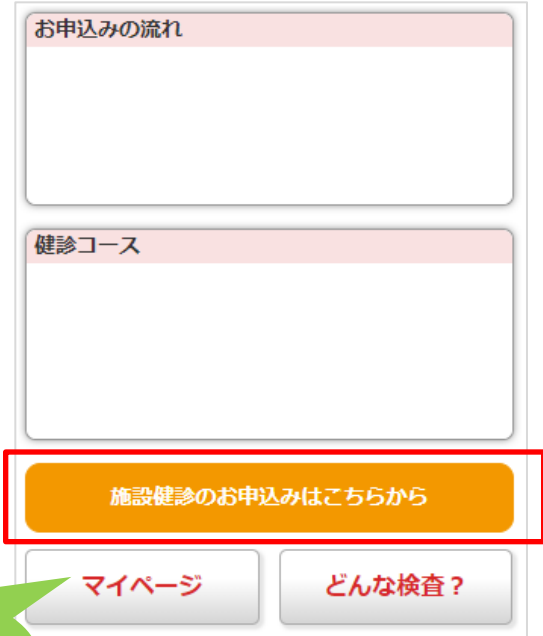 お申込みの流れ
健診コース
施設健診のお申込みはこちらから
マイページ
どんな検査？